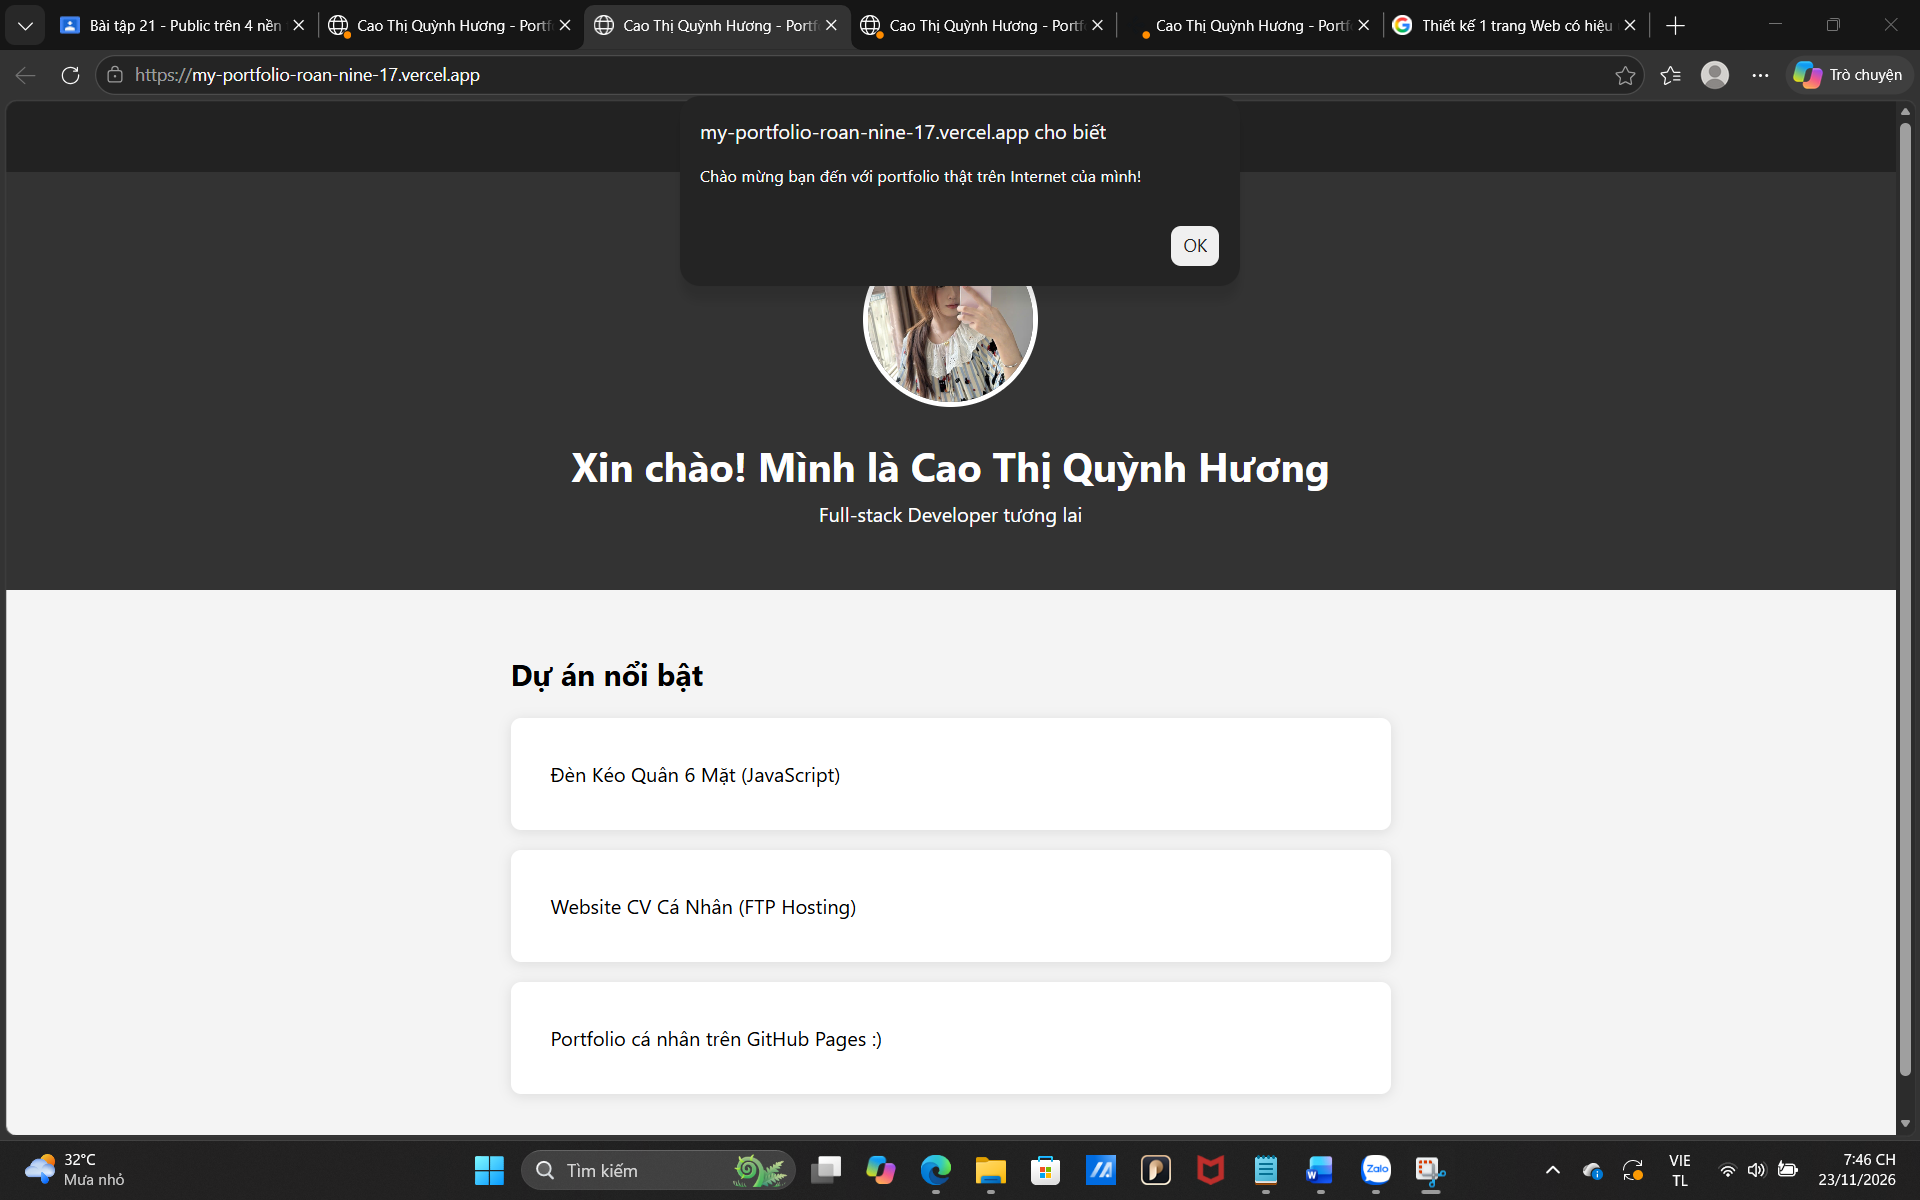 Bài tập 21 - Public trên 4 nền
Cao Thị Quỳnh Hương - Portf
Cao Thị Quỳnh Hương - Portf
Cao Thị Quỳnh Hương - Portf
Cao Thị Quỳnh Hương - Portf
Thiết kế 1 trang Web có hiệu
https://my-portfolio-roan-nine-17.vercel.app
Trò chuyện
my-portfolio-roan-nine-17.vercel.app cho biết
Chào mừng bạn đến với portfolio thật trên Internet của mình!
OK
Xin chào! Mình là Cao Thị Quỳnh Hương
Full-stack Developer tương lai
Dự án nổi bật
Đèn Kéo Quân 6 Mặt (JavaScript)
Website CV Cá Nhân (FTP Hosting)
Portfolio cá nhân trên GitHub Pages :)
32°C
Mưa nhỏ
Tìm kiếm
Zalo
VIE
TL
7:46 CH
23/11/2026